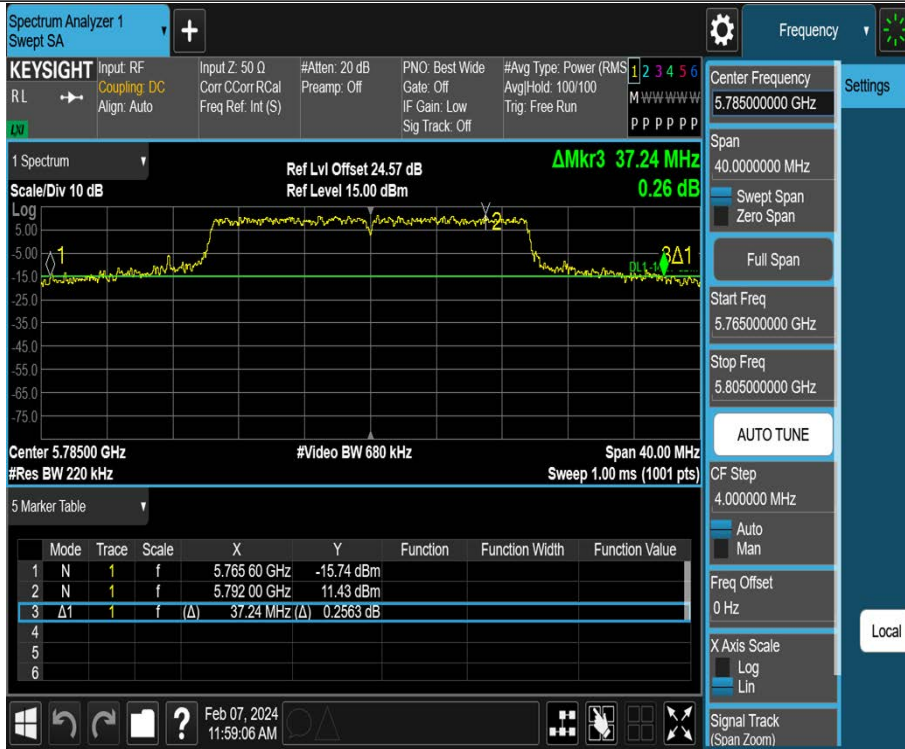 Spectrum Analyzer 1
Swept SA
+
Frequency
KEYSIGHT
RL
LXI
Input: RF
Coupling: DC
Align: Auto
Input Z: 50 Ω
Corr CCorr RCal
Freq Ref: Int (S)
#Atten: 20 dB
Preamp: Off
PNO: Best Wide
Gate: Off
IF Gain: Low
Sig Track: Off
#Avg Type: Power (RMS
Avg|Hold: 100/100
Trig: Free Run
1 2 3 4 5 6
M W W W W W
P P P P P P
1 Spectrum
Scale/Div 10 dB
Ref Lvl Offset 24.57 dB
Ref Level 15.00 dBm
ΔMkr3 37.24 MHz
0.26 dB
Log
5.00
-5.00
-15.0
-25.0
-35.0
-45.0
-55.0
-65.0
-75.0
1
2
3Δ1
Center 5.78500 GHz
#Video BW 680 kHz
Span 40.00 MHz
#Res BW 220 kHz
Sweep 1.00 ms (1001 pts)
5 Marker Table
Mode Trace Scale X Y Function Function Width Function Value
1 N 1 f 5.765 60 GHz -15.74 dBm
2 N 1 f 5.792 00 GHz 11.43 dBm
3 Δ1 1 f (Δ) 37.24 MHz (Δ) 0.2563 dB
4
5
6
?
Feb 07, 2024
11:59:06 AM
Settings
Center Frequency
5.785000000 GHz
Span
40.0000000 MHz
Swept Span
Zero Span
Full Span
Start Freq
5.765000000 GHz
Stop Freq
5.805000000 GHz
AUTO TUNE
CF Step
4.000000 MHz
Auto
Man
Freq Offset
0 Hz
X Axis Scale
Log
Lin
Signal Track
(Span Zoom)
Local